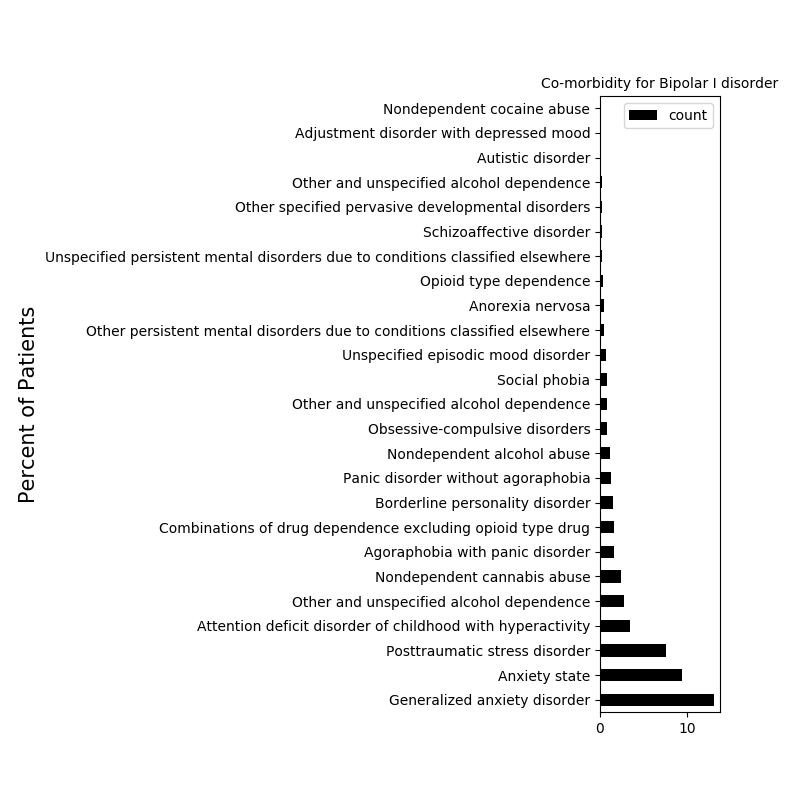 Co-morbidity for Bipolar I disorder
count
Nondependent cocaine abuse
Adjustment disorder with depressed mood
Autistic disorder
Other and unspecified alcohol dependence
Other specified pervasive developmental disorders
Schizoaffective disorder
Unspecified persistent mental disorders due to conditions classified elsewhere
Opioid type dependence
Anorexia nervosa
Other persistent mental disorders due to conditions classified elsewhere
Unspecified episodic mood disorder
Social phobia
Other and unspecified alcohol dependence
Obsessive-compulsive disorders
Nondependent alcohol abuse
Panic disorder without agoraphobia
Borderline personality disorder
Combinations of drug dependence excluding opioid type drug
Agoraphobia with panic disorder
Nondependent cannabis abuse
Other and unspecified alcohol dependence
Attention deficit disorder of childhood with hyperactivity
Posttraumatic stress disorder
Anxiety state
Generalized anxiety disorder
Percent of Patients
0 10